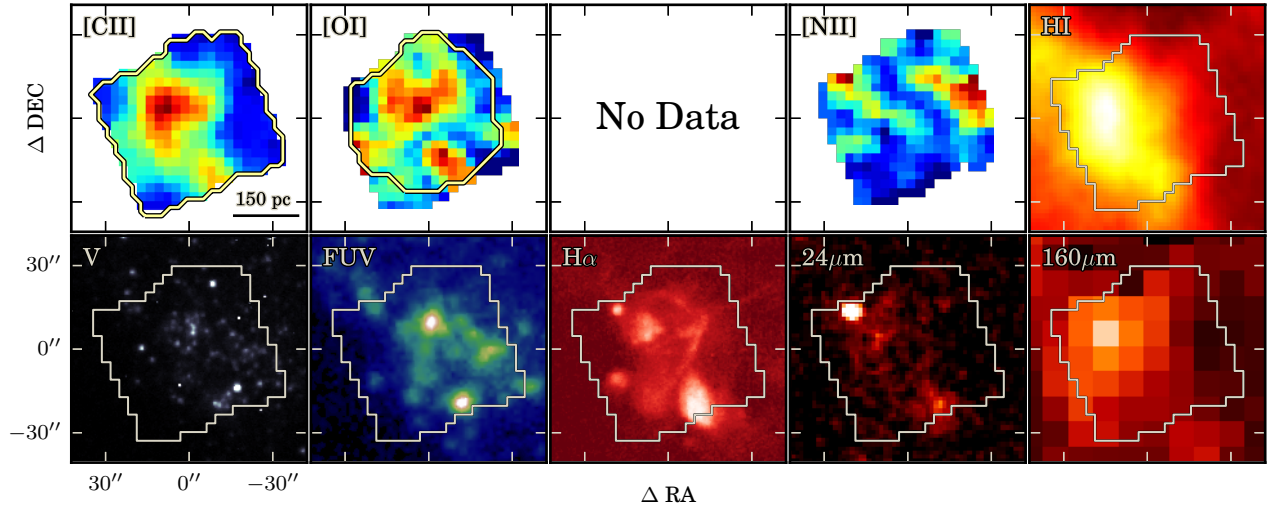 [CII]
[OI]
No Data
[NII]
HI
150 pc
Δ DEC
V
FUV
Hα
24μm
160μm
30′′
0′′
−30′′
30′′
0′′
−30′′
Δ RA